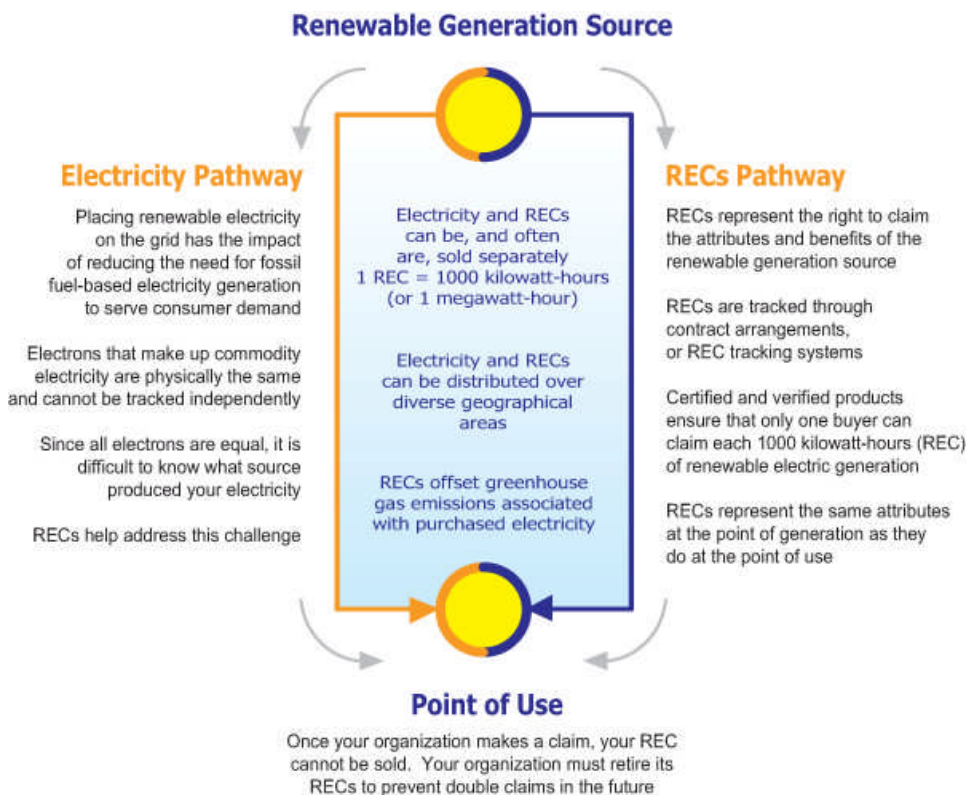 Renewable Generation Source
Electricity Pathway
Placing renewable electricity
on the grid has the impact
of reducing the need for fossil
fuel-based electricity generation
to serve consumer demand
Electrons that make up commodity
electricity are physically the same
and cannot be tracked independently
Since all electrons are equal, it is
difficult to know what source
produced your electricity
RECs help address this challenge
Electricity and RECs
can be, and often
are, sold separately
1 REC = 1000 kilowatt-hours
(or 1 megawatt-hour)
Electricity and RECs
can be distributed over
diverse geographical
areas
RECs offset greenhouse
gas emissions associated
with purchased electricity
RECs Pathway
RECs represent the right to claim
the attributes and benefits of the
renewable generation source
RECs are tracked through
contract arrangements,
or REC tracking systems
Certified and verified products
ensure that only one buyer can
claim each 1000 kilowatt-hours (REC)
of renewable electric generation
RECs represent the same attributes
at the point of generation as they
do at the point of use
Point of Use
Once your organization makes a claim, your REC
cannot be sold. Your organization must retire its
RECs to prevent double claims in the future